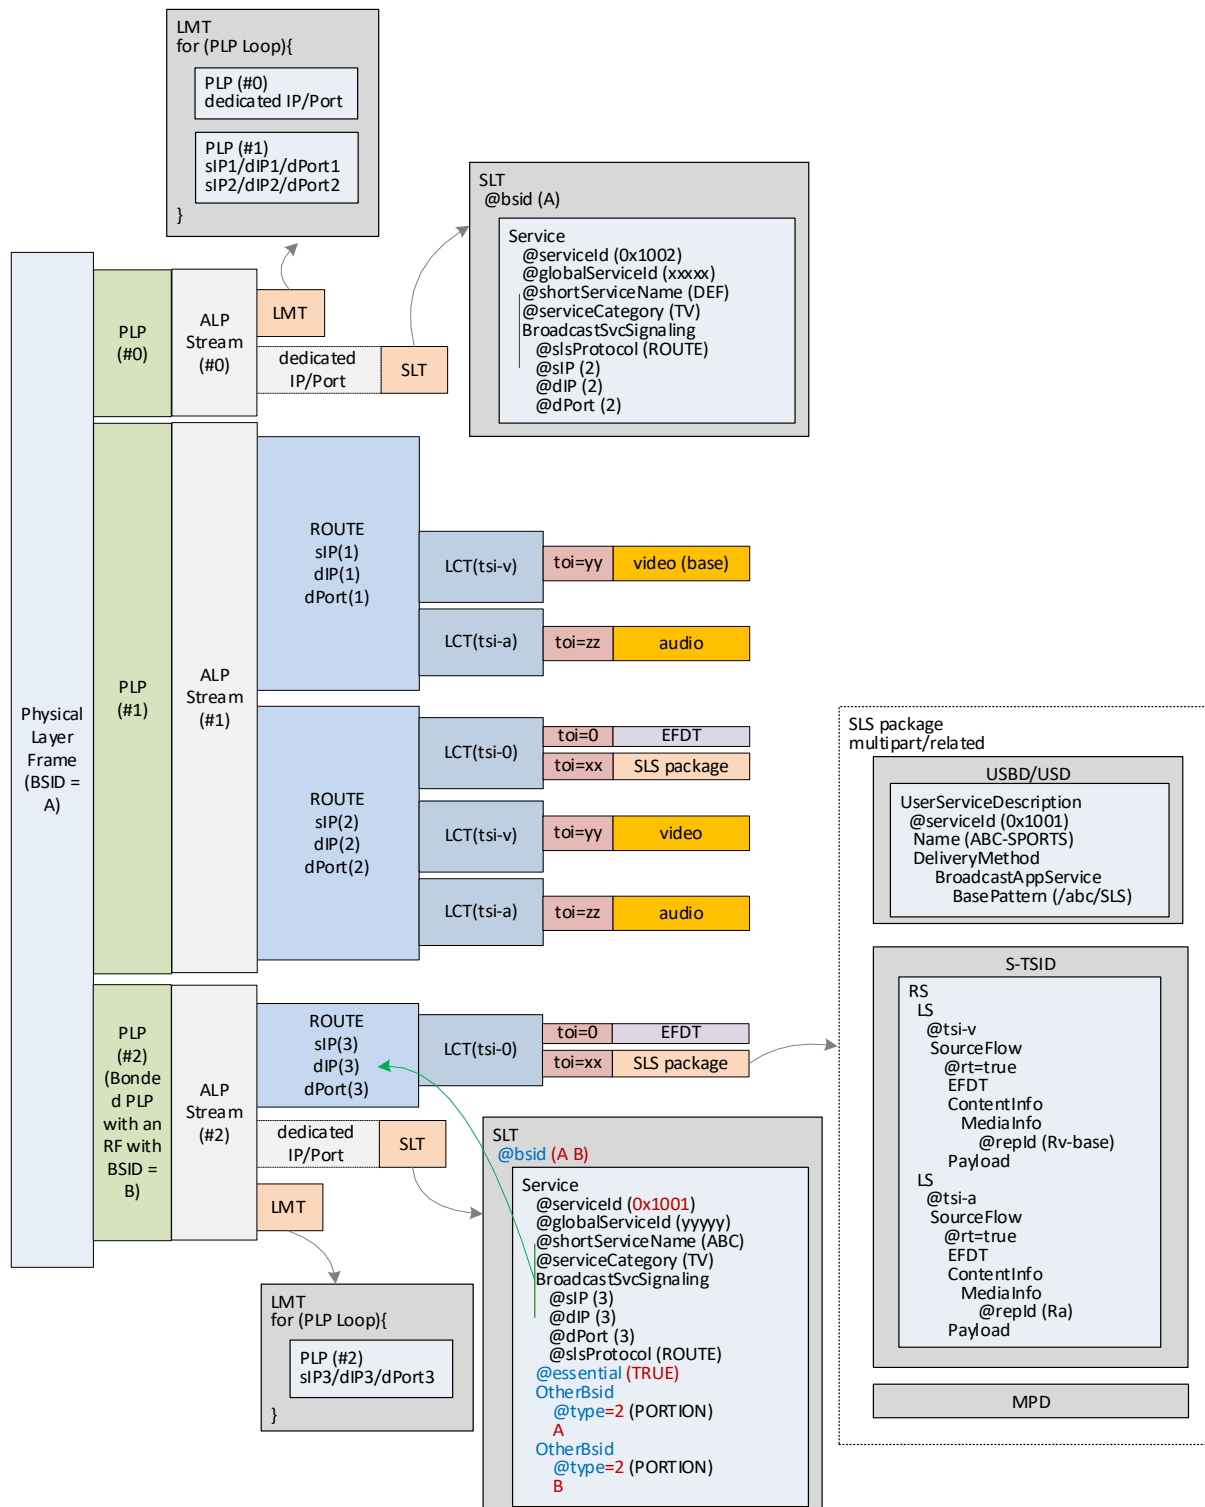 LMT
for (PLP Loop){
PLP (#0)
dedicated IP/Port
PLP (#1)
sIP1/dIP1/dPort1
sIP2/dIP2/dPort2
}
SLT
@bsid (A)
Service
@serviceId (0x1002)
@globalServiceId (xxxxx)
@shortServiceName (DEF)
@serviceCategory (TV)
BroadcastSvcSignaling
@slsProtocol (ROUTE)
@sIP (2)
@dIP (2)
@dPort (2)
Physical
Layer
Frame
(BSID =
A)
PLP
(#0)
ALP
Stream
(#0)
LMT
dedicated
IP/Port
SLT
PLP
(#1)
ALP
Stream
(#1)
ROUTE
sIP(1)
dIP(1)
dPort(1)
LCT(tsi-v)
toi=yy
video (base)
LCT(tsi-a)
toi=zz
audio
ROUTE
sIP(2)
dIP(2)
dPort(2)
LCT(tsi-0)
toi=0
EFDT
toi=xx
SLS package
LCT(tsi-v)
toi=yy
video
LCT(tsi-a)
toi=zz
audio
PLP
(#2)
(Bonde
d PLP
with an
RF with
BSID =
B)
ALP
Stream
(#2)
ROUTE
sIP(3)
dIP(3)
dPort(3)
LCT(tsi-0)
toi=0
EFDT
toi=xx
SLS package
dedicated
IP/Port
SLT
LMT
LMT
for (PLP Loop){
PLP (#2)
sIP3/dIP3/dPort3
}
SLT
@bsid (A B)
Service
@serviceId (0x1001)
@globalServiceId (yyyyy)
@shortServiceName (ABC)
@serviceCategory (TV)
BroadcastSvcSignaling
@sIP (3)
@dIP (3)
@dPort (3)
@slsProtocol (ROUTE)
@essential (TRUE)
OtherBsid
@type=2 (PORTION)
A
OtherBsid
@type=2 (PORTION)
B
SLS package
multipart/related
USBD/USD
UserServiceDescription
@serviceId (0x1001)
Name (ABC-SPORTS)
DeliveryMethod
BroadcastAppService
BasePattern (/abc/SLS)
S-TSID
RS
LS
@tsi-v
SourceFlow
@rt=true
EFDT
ContentInfo
MediaInfo
@repId (Rv-base)
Payload
LS
@tsi-a
SourceFlow
@rt=true
EFDT
ContentInfo
MediaInfo
@repId (Ra)
Payload
MPD